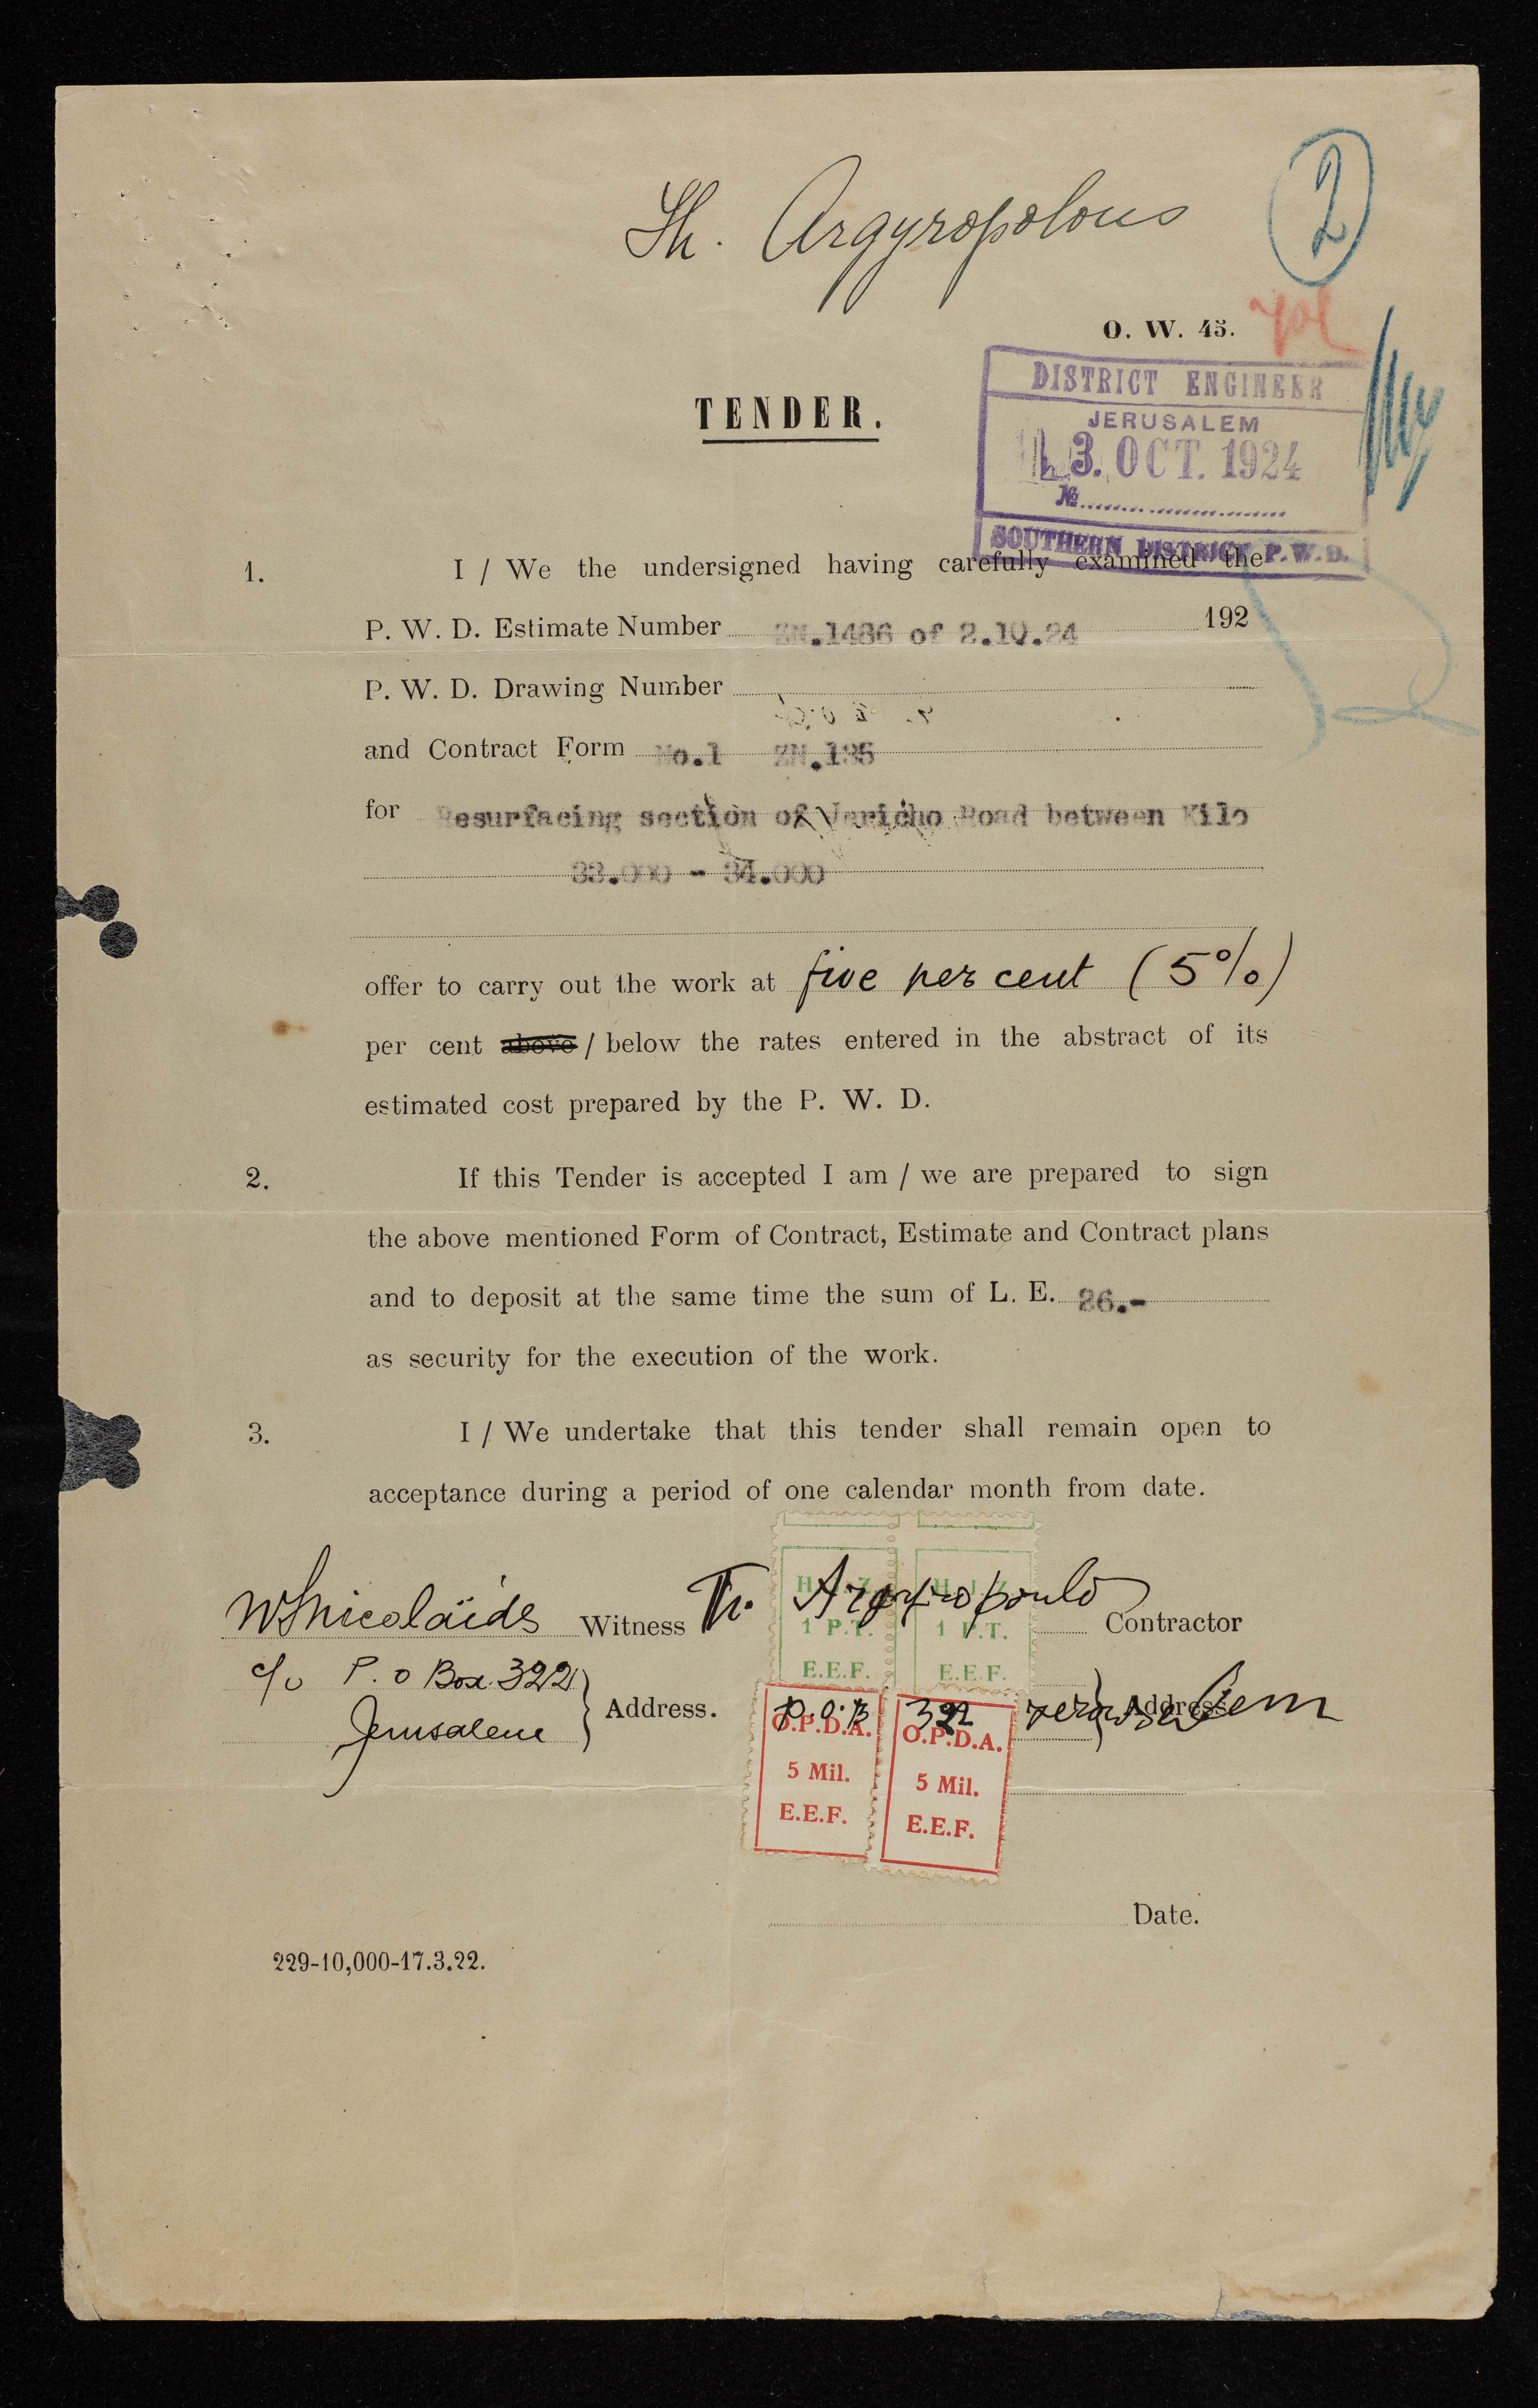 2
Th. Argyropolous
O. W. 45.
TENDER.
DISTRICT ENGINEER
JERUSALEM
13. OCT. 1924
No
SOUTHERN DISTRICT P.W.D.
1. I / We the undersigned having carefully examined the
P. W. D. Estimate Number ZN.1486 of 2.10.24 192
P. W. D. Drawing Number
and Contract Form No.1 ZN.135
for Resurfacing section of Jericho Road between Kilo
33.000 - 34.000
offer to carry out the work at five per cent (5%)
per cent above / below the rates entered in the abstract of its
estimated cost prepared by the P. W. D.
2. If this Tender is accepted I am / we are prepared to sign
the above mentioned Form of Contract, Estimate and Contract plans
and to deposit at the same time the sum of L. E. 26.-
as security for the execution of the work.
3. I / We undertake that this tender shall remain open to
acceptance during a period of one calendar month from date.
WSNicolaïds Witness Th. Argyropoulo Contractor
H.J.Z. H.J.Z.
1 P.T. 1 P.T.
E.E.F. E.E.F.
c/o P.o Box 322
Jerusalem } Address. P.O.B 322 Jerusalem } Address
O.P.D.A. O.P.D.A.
5 Mil. 5 Mil.
E.E.F. E.E.F.
Date.
229-10,000-17.3.22.